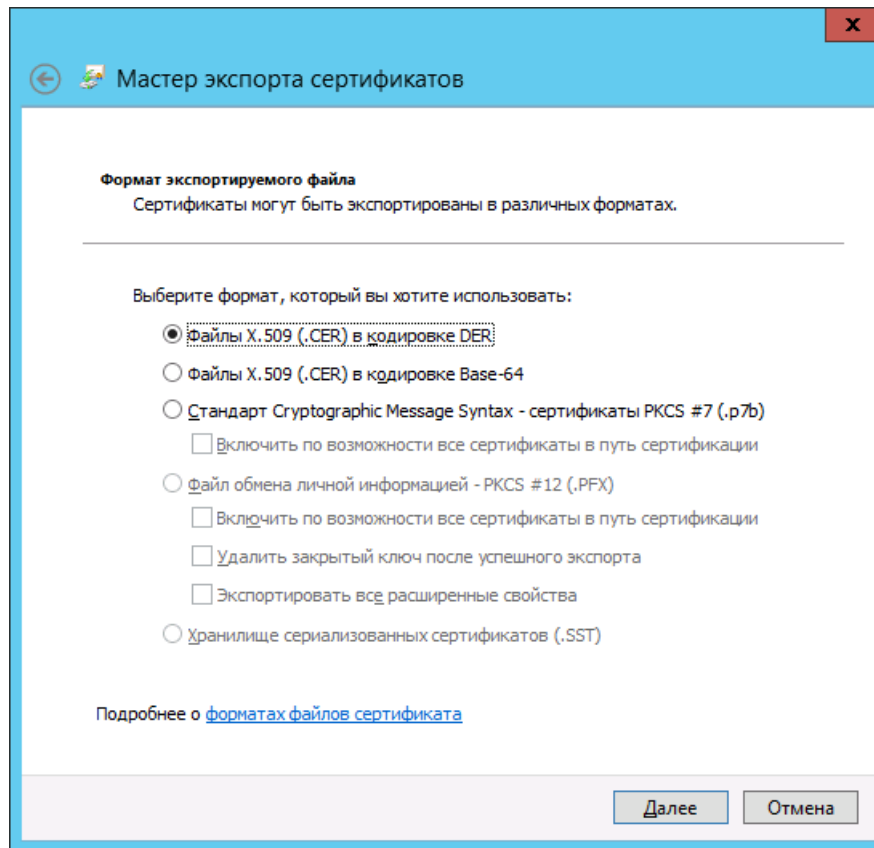 x
Мастер экспорта сертификатов
Формат экспортируемого файла
Сертификаты могут быть экспортированы в различных форматах.
Выберите формат, который вы хотите использовать:
Файлы X.509 (.CER) в кодировке DER
Файлы X.509 (.CER) в кодировке Base-64
Стандарт Cryptographic Message Syntax - сертификаты PKCS #7 (.p7b)
Включить по возможности все сертификаты в путь сертификации
Файл обмена личной информацией - PKCS #12 (.PFX)
Включить по возможности все сертификаты в путь сертификации
Удалить закрытый ключ после успешного экспорта
Экспортировать все расширенные свойства
Хранилище сериализованных сертификатов (.SST)
Подробнее о форматах файлов сертификата
Далее Отмена